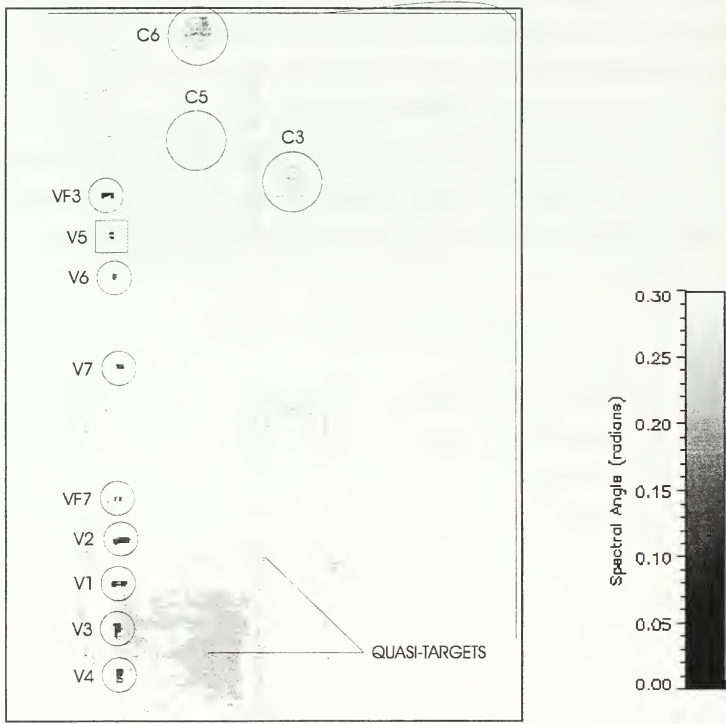 C6
C5
C3
VF3
V5
V6
V7
VF7
V2
V1
V3
V4
QUASI-TARGETS
0.30
0.25
0.20
0.15
0.10
0.05
0.00
Spectral Angle (radians)